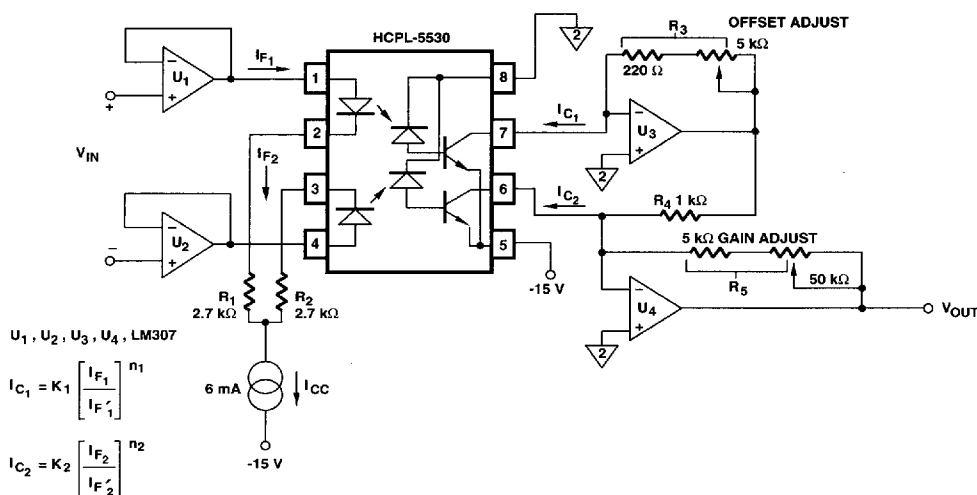 HCPL-5530
OFFSET ADJUST
R3
5 kΩ
220 Ω
2
8
1
IF1
−
U1
+
+
2
IC1
7
−
U3
+
2
VIN
IF2
3
IC2
6
R4 1 kΩ
−
U2
+
−
4
5
-15 V
5 kΩ GAIN ADJUST
R5
50 kΩ
R1
2.7 kΩ
R2
2.7 kΩ
−
U4
+
2
VOUT
U1 , U2 , U3 , U4 , LM307
IC1 = K1 [IF1 / IF'1] n1
6 mA
ICC
IC2 = K2 [IF2 / IF'2] n2
-15 V